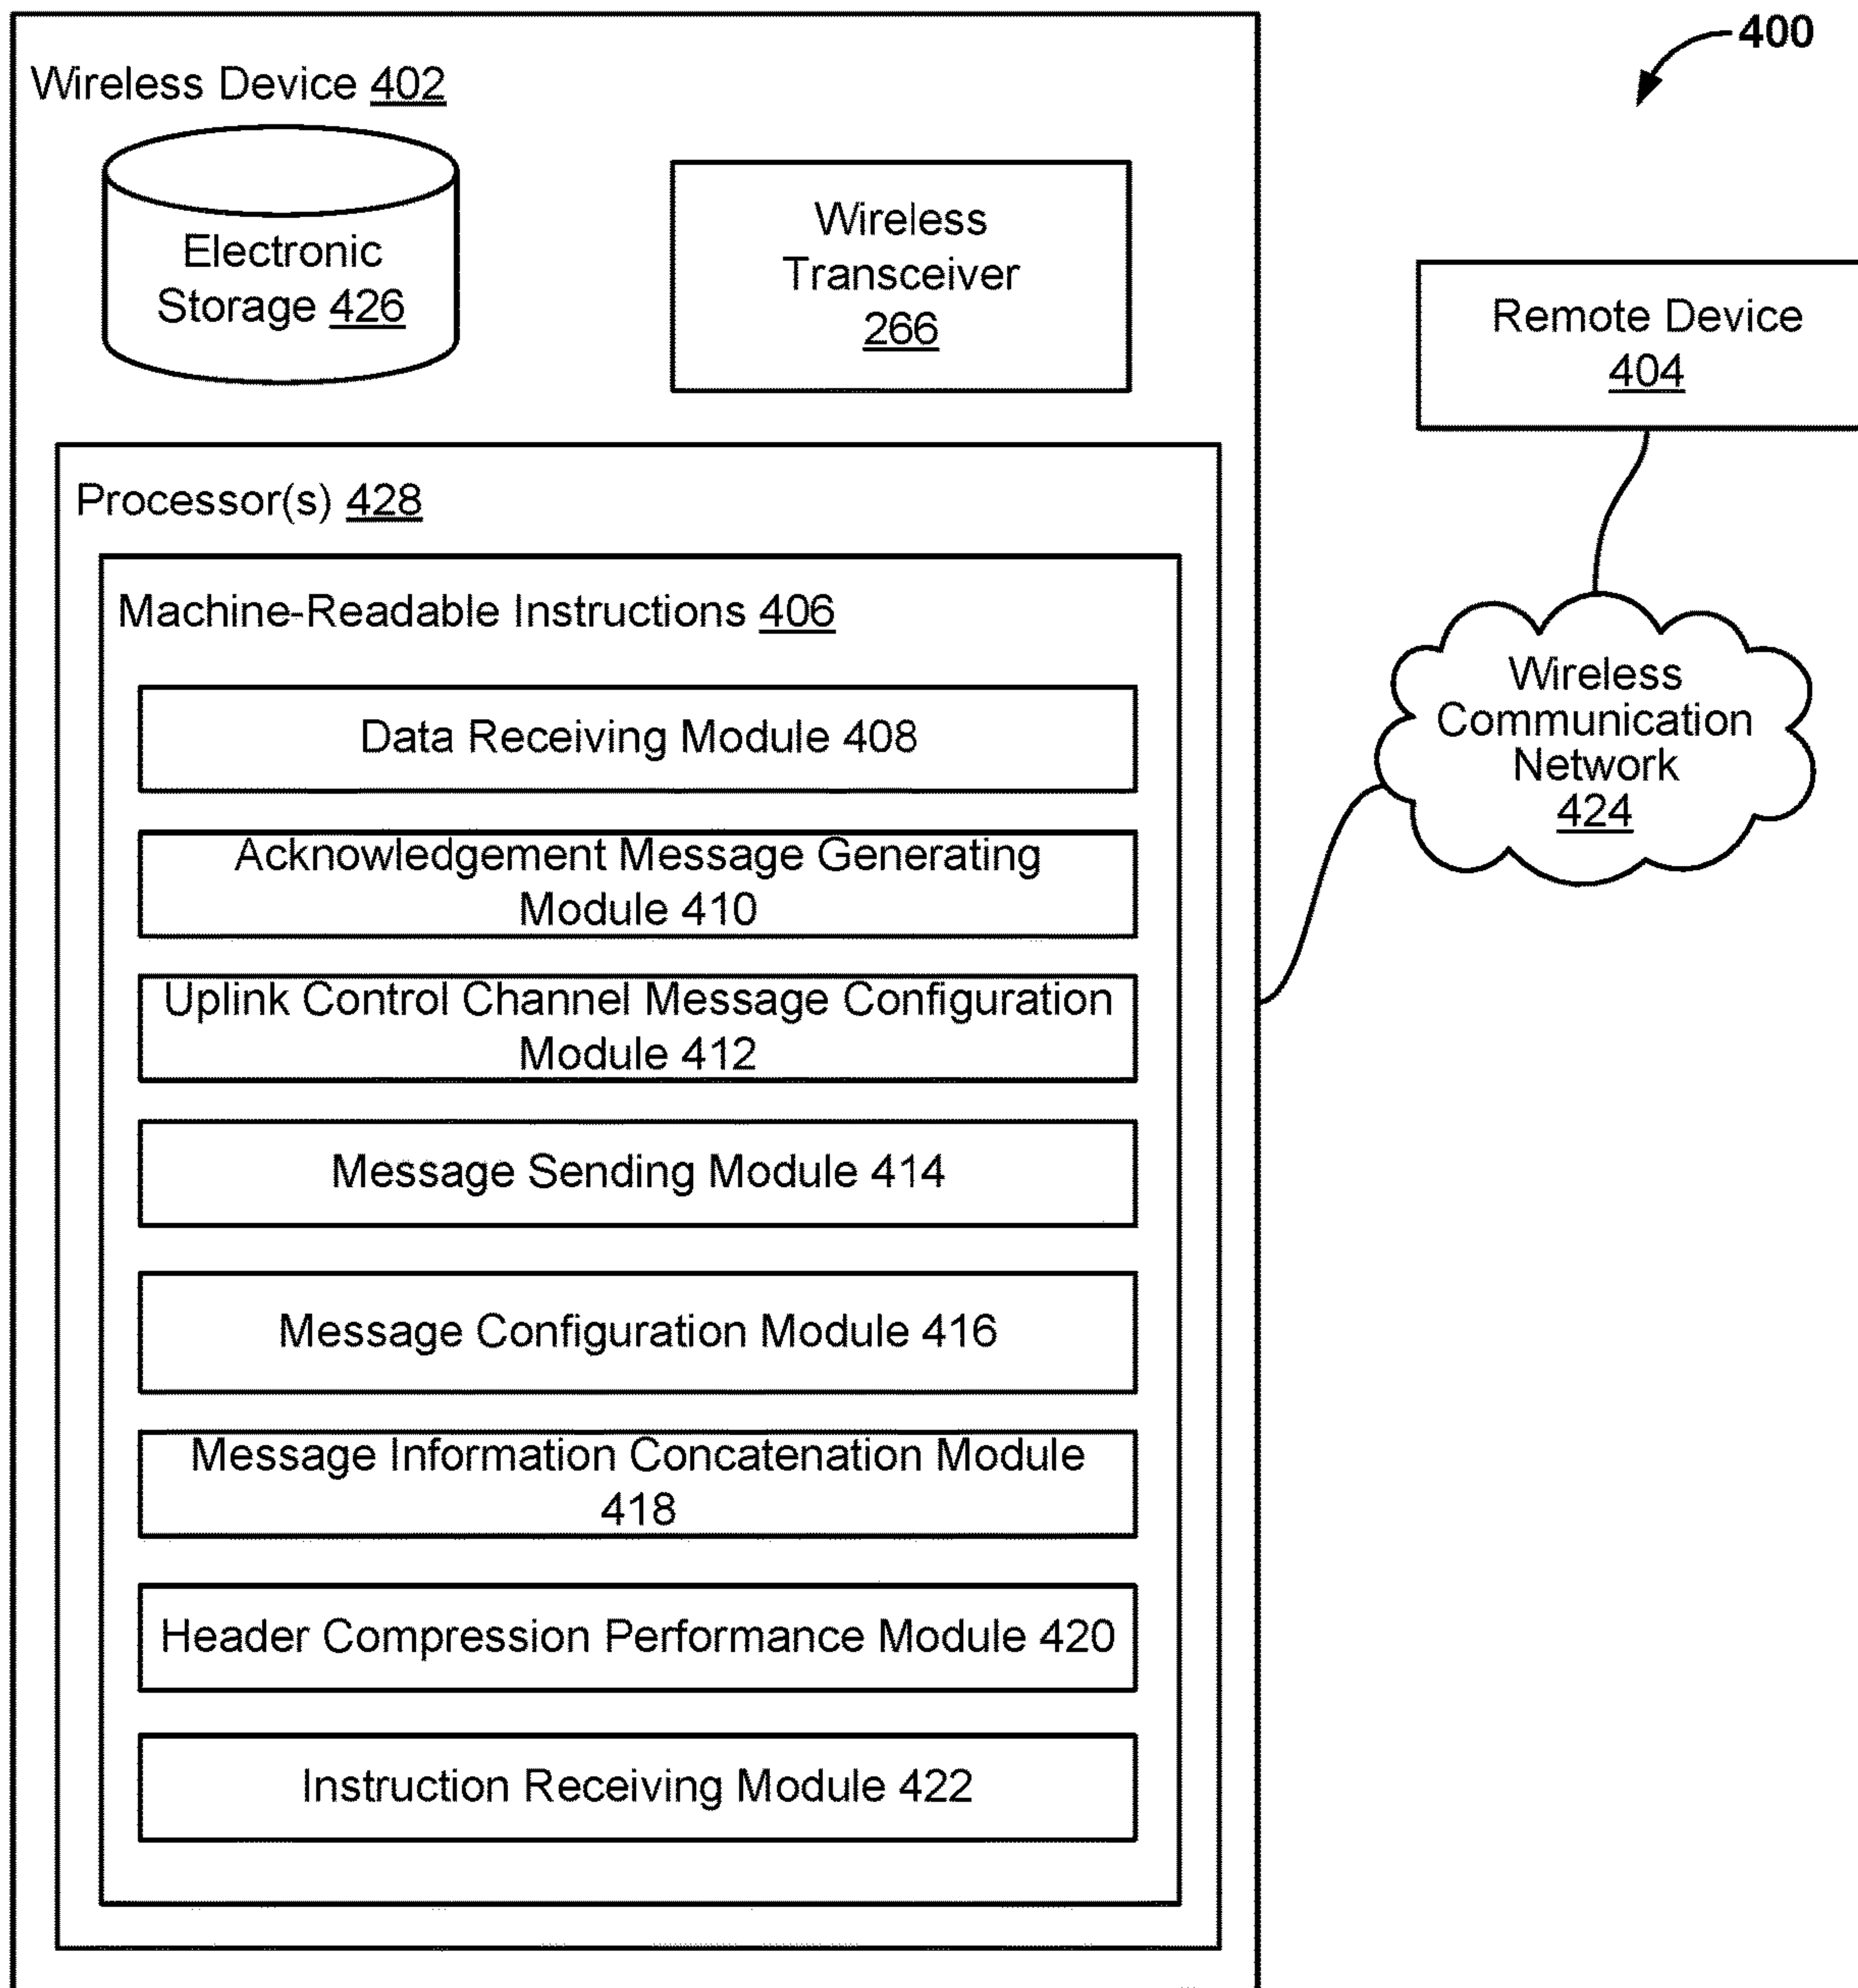 400
Wireless Device 402
Electronic
Storage 426
Wireless
Transceiver
266
Remote Device
404
Processor(s) 428
Machine-Readable Instructions 406
Wireless
Communication
Network
424
Data Receiving Module 408
Acknowledgement Message Generating
Module 410
Uplink Control Channel Message Configuration
Module 412
Message Sending Module 414
Message Configuration Module 416
Message Information Concatenation Module
418
Header Compression Performance Module 420
Instruction Receiving Module 422